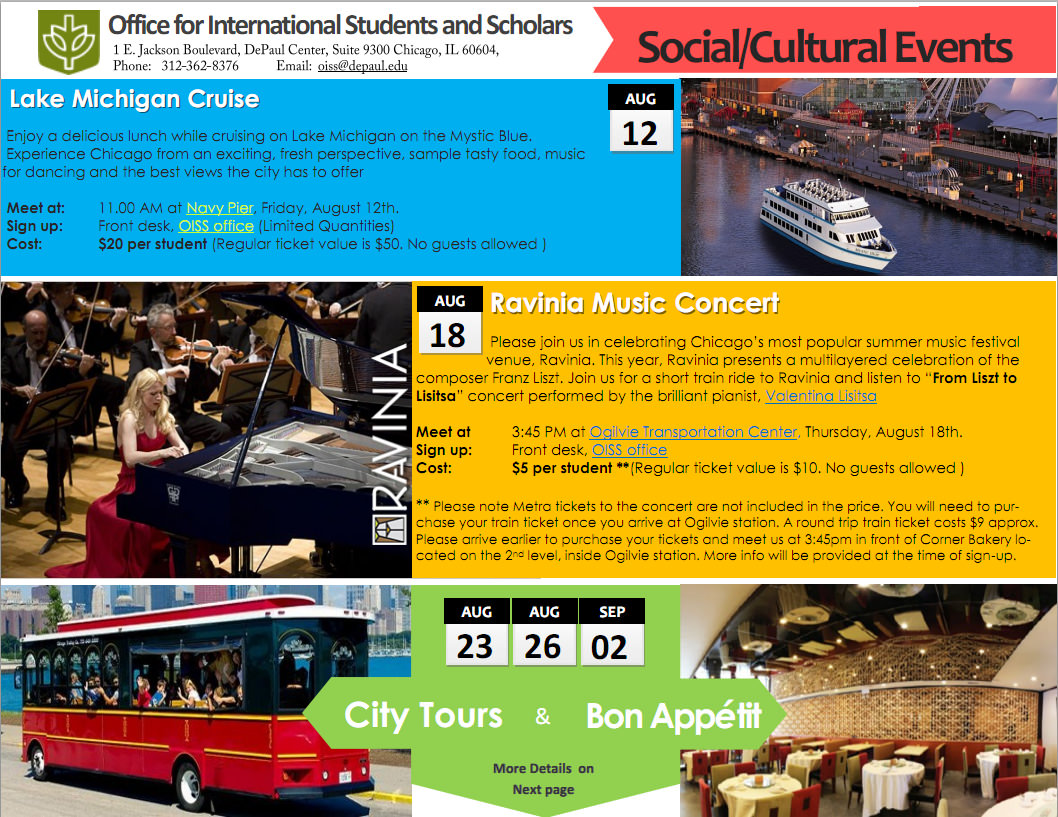 Office for International Students and Scholars
1 E. Jackson Boulevard, DePaul Center, Suite 9300 Chicago, IL 60604,
Phone: 312-362-8376 Email: oiss@depaul.edu
Social/Cultural Events
Lake Michigan Cruise
AUG
12
Enjoy a delicious lunch while cruising on Lake Michigan on the Mystic Blue.
Experience Chicago from an exciting, fresh perspective, sample tasty food, music
for dancing and the best views the city has to offer
Meet at: 11.00 AM at Navy Pier, Friday, August 12th.
Sign up: Front desk, OISS office (Limited Quantities)
Cost: $20 per student (Regular ticket value is $50. No guests allowed )
RAVINIA
AUG
18
Ravinia Music Concert
Please join us in celebrating Chicago’s most popular summer music festival
venue, Ravinia. This year, Ravinia presents a multilayered celebration of the
composer Franz Liszt. Join us for a short train ride to Ravinia and listen to “From Liszt to
Lisitsa” concert performed by the brilliant pianist, Valentina Lisitsa
Meet at 3:45 PM at Ogilvie Transportation Center, Thursday, August 18th.
Sign up: Front desk, OISS office
Cost: $5 per student **(Regular ticket value is $10. No guests allowed )
** Please note Metra tickets to the concert are not included in the price. You will need to pur-
chase your train ticket once you arrive at Ogilvie station. A round trip train ticket costs $9 approx.
Please arrive earlier to purchase your tickets and meet us at 3:45pm in front of Corner Bakery lo-
cated on the 2nd level, inside Ogilvie station. More info will be provided at the time of sign-up.
AUG AUG SEP
23 26 02
City Tours & Bon Appétit
More Details on
Next page